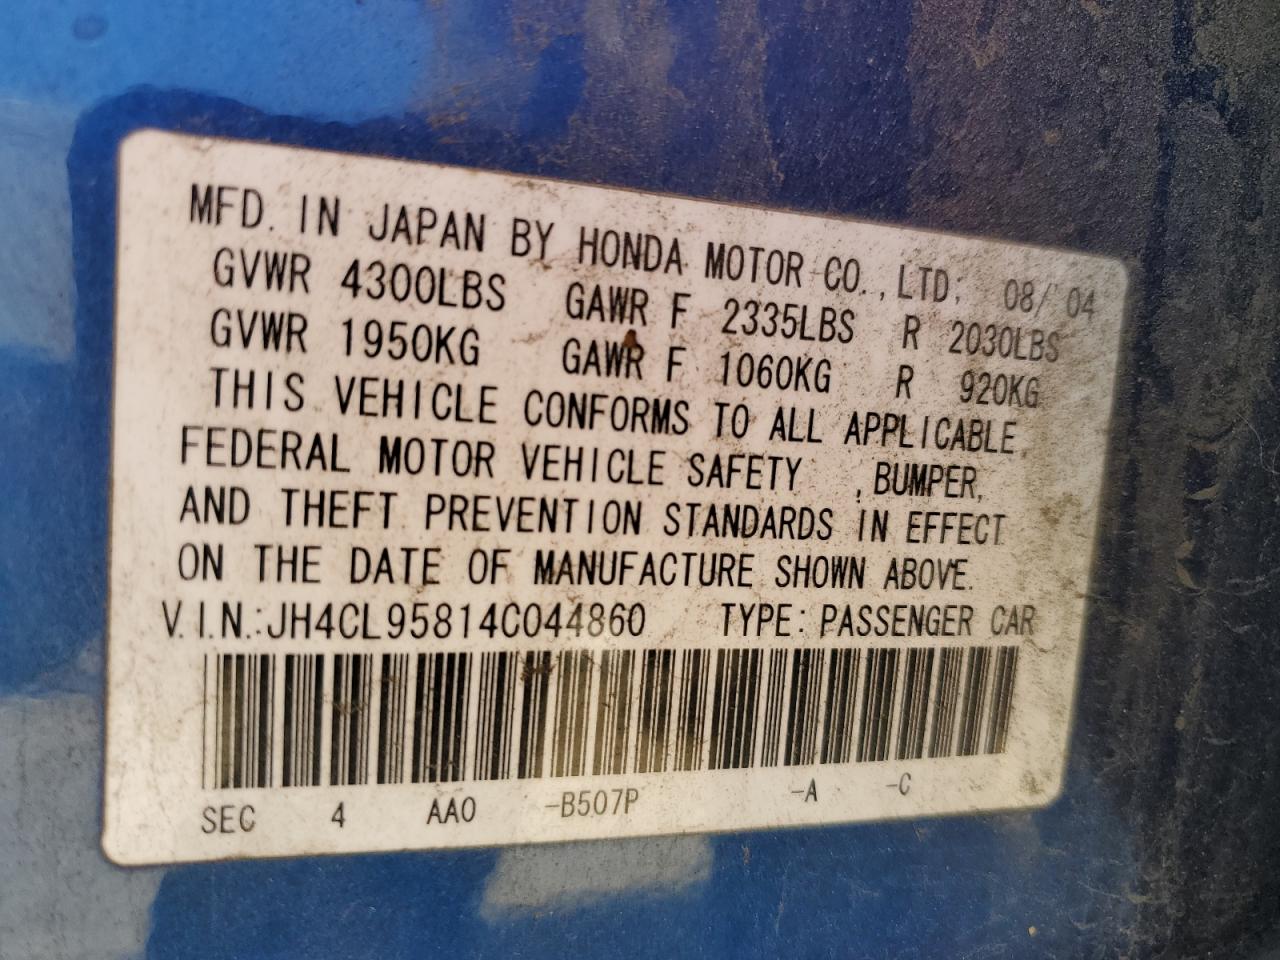 MFD. IN JAPAN BY HONDA MOTOR CO., LTD. 08/ 04
GVWR 4300LBS GAWR F 2335LBS R 2030LBS
GVWR 1950KG GAWR F 1060KG R 920KG
THIS VEHICLE CONFORMS TO ALL APPLICABLE
FEDERAL MOTOR VEHICLE SAFETY , BUMPER,
AND THEFT PREVENTION STANDARDS IN EFFECT
ON THE DATE OF MANUFACTURE SHOWN ABOVE.
V.I.N.:JH4CL95814C044860 TYPE: PASSENGER CAR
SEC 4 AAO -B507P -A -C